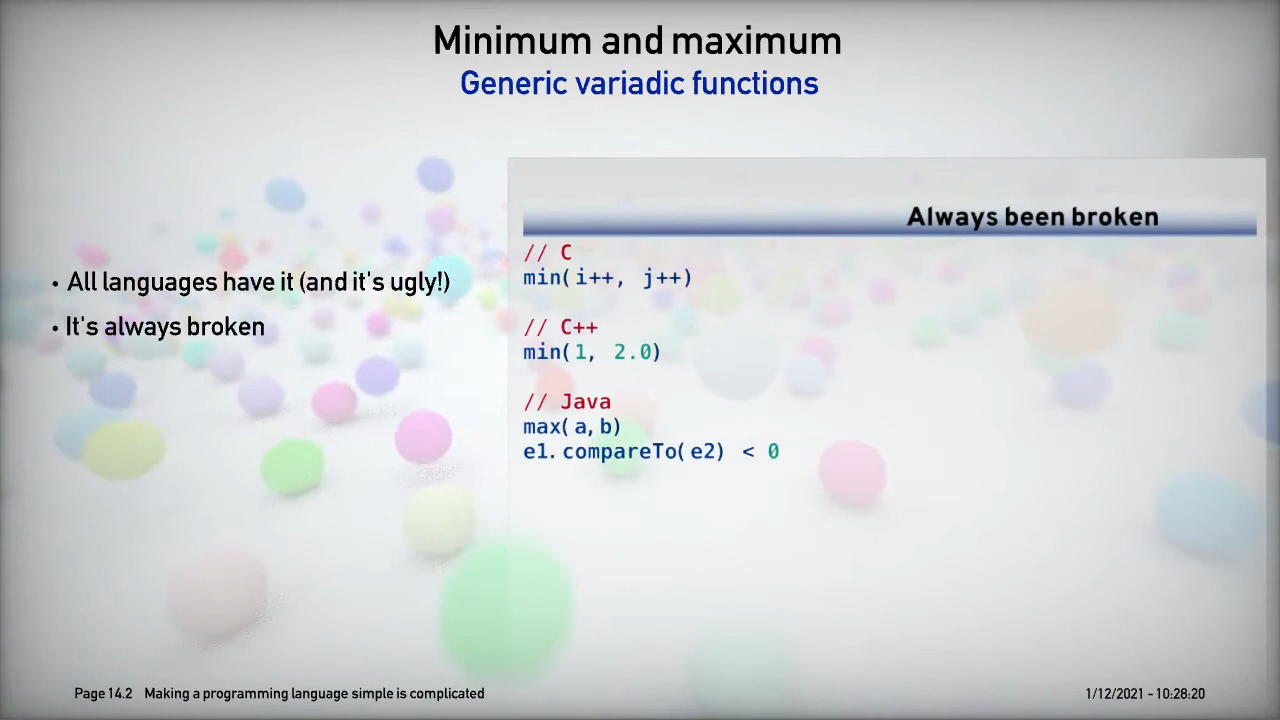 Minimum and maximum
Generic variadic functions
• All languages have it (and it's ugly!)
• It's always broken
Always been broken
// C
min(i++, j++)
// C++
min(1, 2.0)
// Java
max(a,b)
e1.compareTo(e2) < 0
Page 14.2 Making a programming language simple is complicated
1/12/2021 - 10:28:20